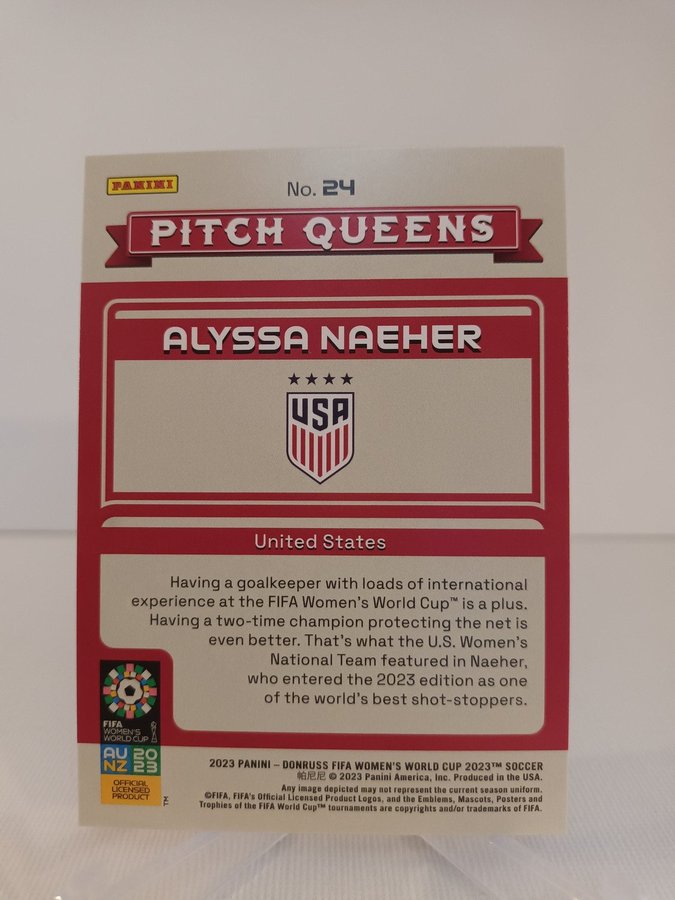 PANINI
No. 24
PITCH QUEENS
ALYSSA NAEHER
USA
United States
Having a goalkeeper with loads of international
experience at the FIFA Women's World Cup™ is a plus.
Having a two-time champion protecting the net is
even better. That's what the U.S. Women's
National Team featured in Naeher,
who entered the 2023 edition as one
of the world's best shot-stoppers.
FIFA
WOMEN'S
WORLD CUP
AU 20
NZ 23
OFFICIAL
LICENSED
PRODUCT
TM
2023 PANINI – DONRUSS FIFA WOMEN'S WORLD CUP 2023™ SOCCER
帕尼尼 © 2023 Panini America, Inc. Produced in the USA.
Any image depicted may not represent the current season uniform.
©FIFA, FIFA's Official Licensed Product Logos, and the Emblems, Mascots, Posters and
Trophies of the FIFA World Cup™ tournaments are copyrights and/or trademarks of FIFA.